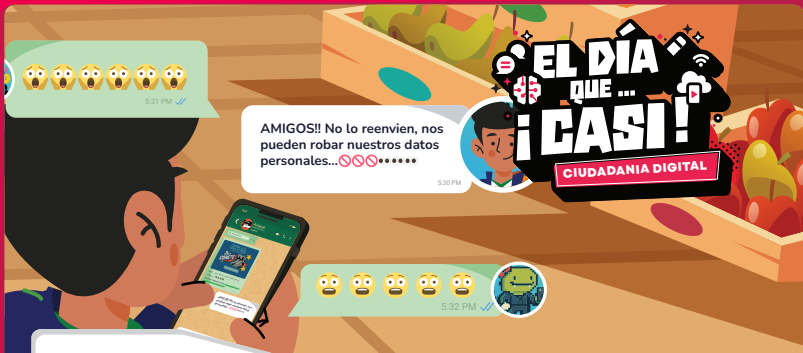 5:31 PM
EL DÍA
QUE ...
¡CASI!
CIUDADANIA DIGITAL
AMIGOS!! No lo reenvien, nos
pueden robar nuestros datos
personales...🚫🚫🚫👀👀👀
5:30 PM
5:32 PM